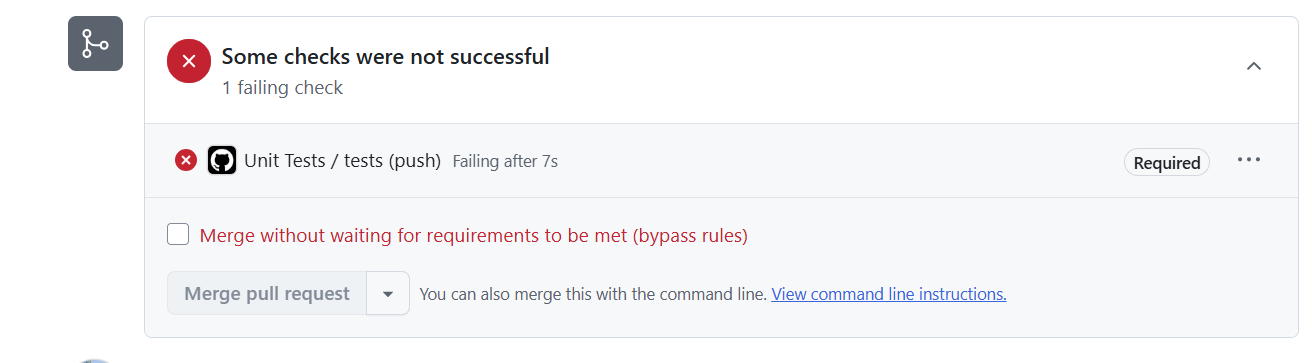 Some checks were not successful
1 failing check
Unit Tests / tests (push) Failing after 7s Required
Merge without waiting for requirements to be met (bypass rules)
Merge pull request You can also merge this with the command line. View command line instructions.